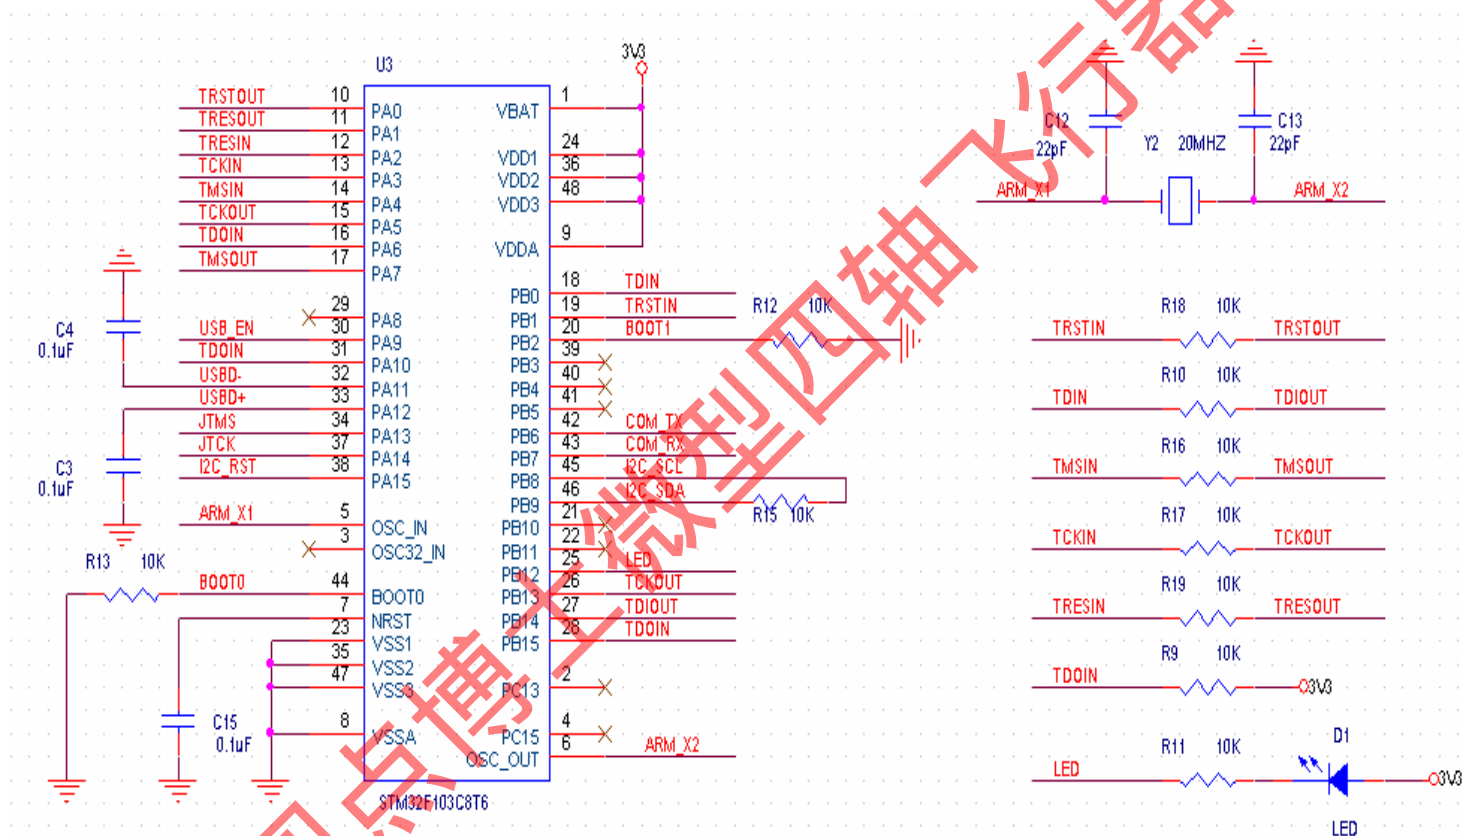 U3
3V3
TRSTOUT 10 PA0
TRESOUT 11 PA1
TRESIN 12 PA2
TCKIN 13 PA3
TMSIN 14 PA4
TCKOUT 15 PA5
TDOIN 16 PA6
TMSOUT 17 PA7
29 PA8
USB_EN 30 PA9
TDOIN 31 PA10
USBD- 32 PA11
USBD+ 33 PA12
JTMS 34 PA13
JTCK 37 PA14
I2C_RST 38 PA15
ARM_X1 5 OSC_IN
3 OSC32_IN
BOOT0 44 BOOT0
7 NRST
23 VSS1
35 VSS2
47 VSS3
8 VSSA
C4
0.1uF
C3
0.1uF
R13 10K
C15
0.1uF
VBAT 1
VDD1 24
VDD2 36
VDD3 48
VDDA 9
PB0 18 TDIN
PB1 19 TRSTIN
PB2 20 BOOT1
R12 10K
PB3 39
PB4 40
PB5 41
PB6 42 COM_TX
PB7 43 COM_RX
PB8 45 I2C_SCL
PB9 46 I2C_SDA
R15 10K
PB10 21
PB11 22
PB12 25 LED
PB13 26 TCKOUT
PB14 27 TDIOUT
PB15 28 TDOIN
PC13 2
PC15 4
OSC_OUT 6 ARM_X2
STM32F103C8T6
C12
22pF
Y2 20MHZ
C13
22pF
ARM_X1 ARM_X2
R18 10K
TRSTIN TRSTOUT
R10 10K
TDIN TDIOUT
R16 10K
TMSIN TMSOUT
R17 10K
TCKIN TCKOUT
R19 10K
TRESIN TRESOUT
R9 10K
TDOIN 3V3
R11 10K D1
LED 3V3
LED
点博士微型四轴飞行器